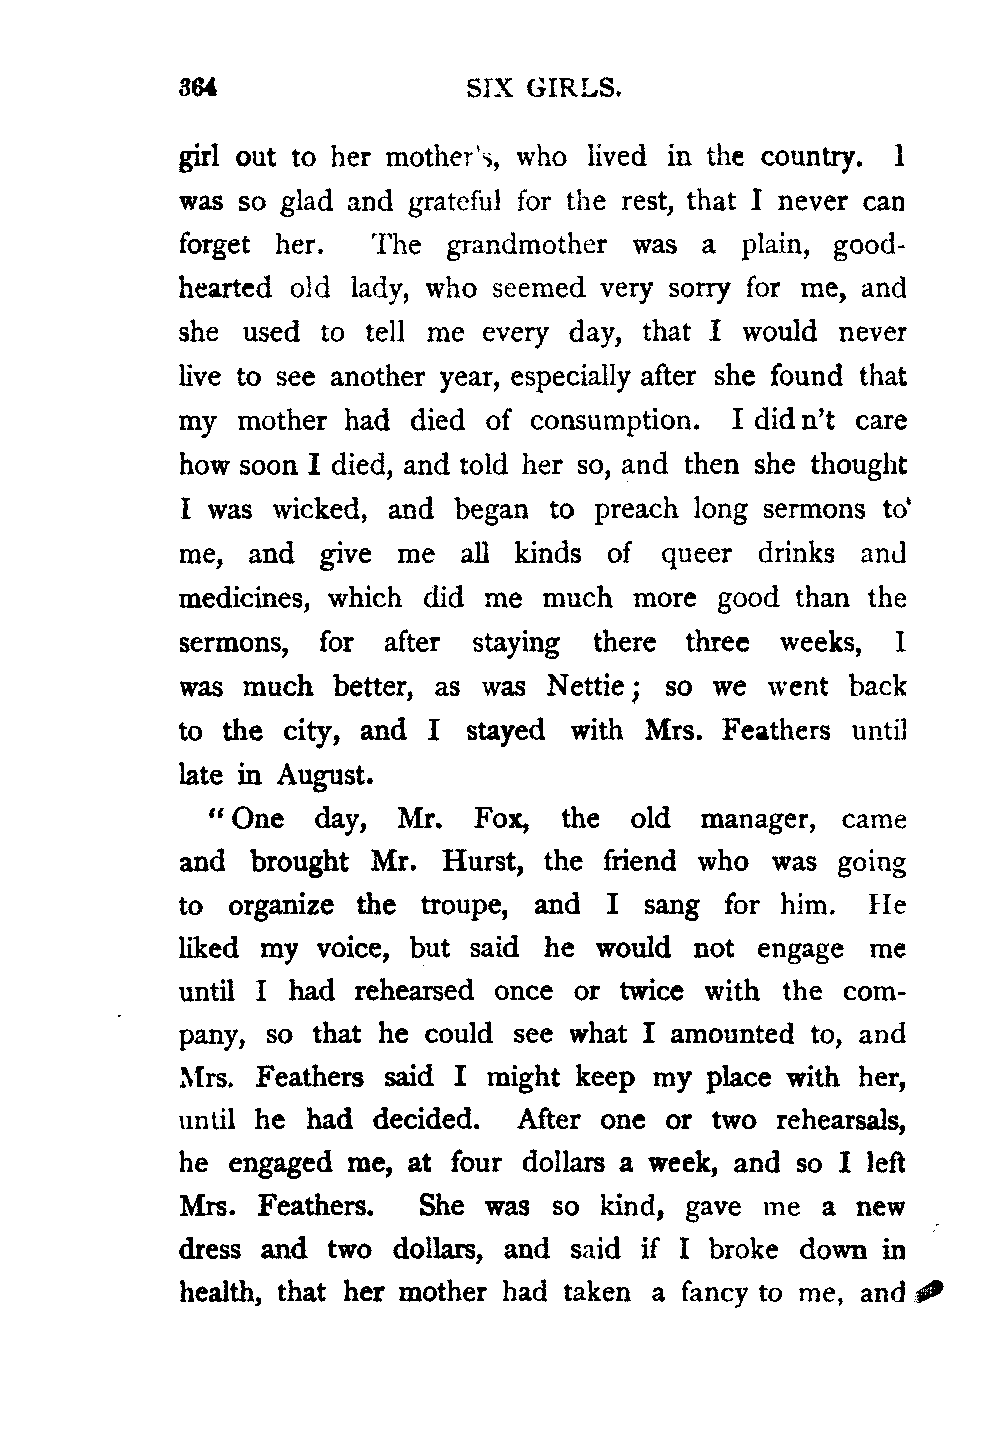 364 SIX GIRLS.
girl out to her mother's, who lived in the country. I
was so glad and grateful for the rest, that I never can
forget her. The grandmother was a plain, good-
hearted old lady, who seemed very sorry for me, and
she used to tell me every day, that I would never
live to see another year, especially after she found that
my mother had died of consumption. I didn't care
how soon I died, and told her so, and then she thought
I was wicked, and began to preach long sermons to
me, and give me all kinds of queer drinks and
medicines, which did me much more good than the
sermons, for after staying there three weeks, I
was much better, as was Nettie; so we went back
to the city, and I stayed with Mrs. Feathers until
late in August.
"One day, Mr. Fox, the old manager, came
and brought Mr. Hurst, the friend who was going
to organize the troupe, and I sang for him. He
liked my voice, but said he would not engage me
until I had rehearsed once or twice with the com-
pany, so that he could see what I amounted to, and
Mrs. Feathers said I might keep my place with her,
until he had decided. After one or two rehearsals,
he engaged me, at four dollars a week, and so I left
Mrs. Feathers. She was so kind, gave me a new
dress and two dollars, and said if I broke down in
health, that her mother had taken a fancy to me, and